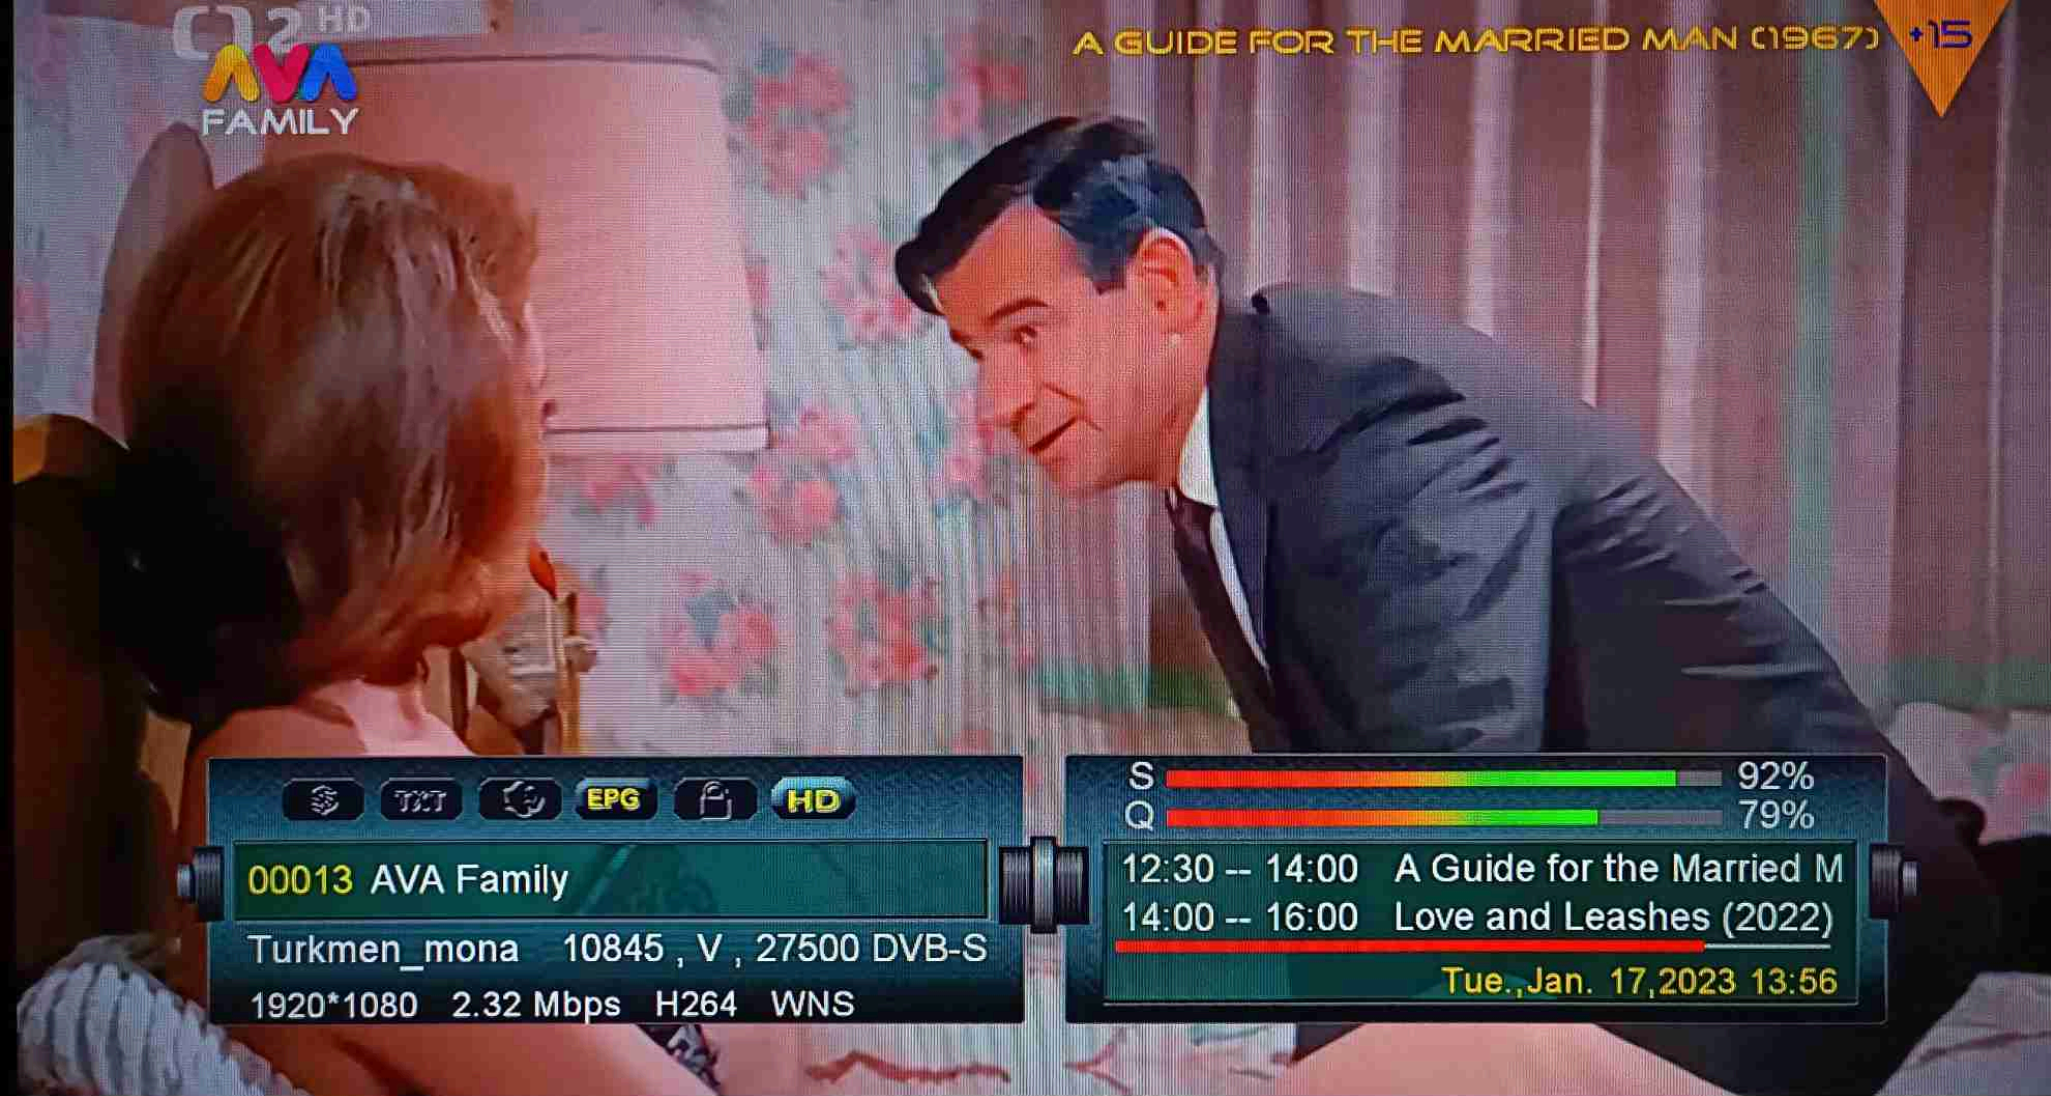 2 HD
AVA
FAMILY
A GUIDE FOR THE MARRIED MAN (1967)
+15
TXT
EPG
HD
00013 AVA Family
Turkmen_mona 10845 , V , 27500 DVB-S
1920*1080 2.32 Mbps H264 WNS
S 92%
Q 79%
12:30 -- 14:00 A Guide for the Married M
14:00 -- 16:00 Love and Leashes (2022)
Tue.,Jan. 17,2023 13:56